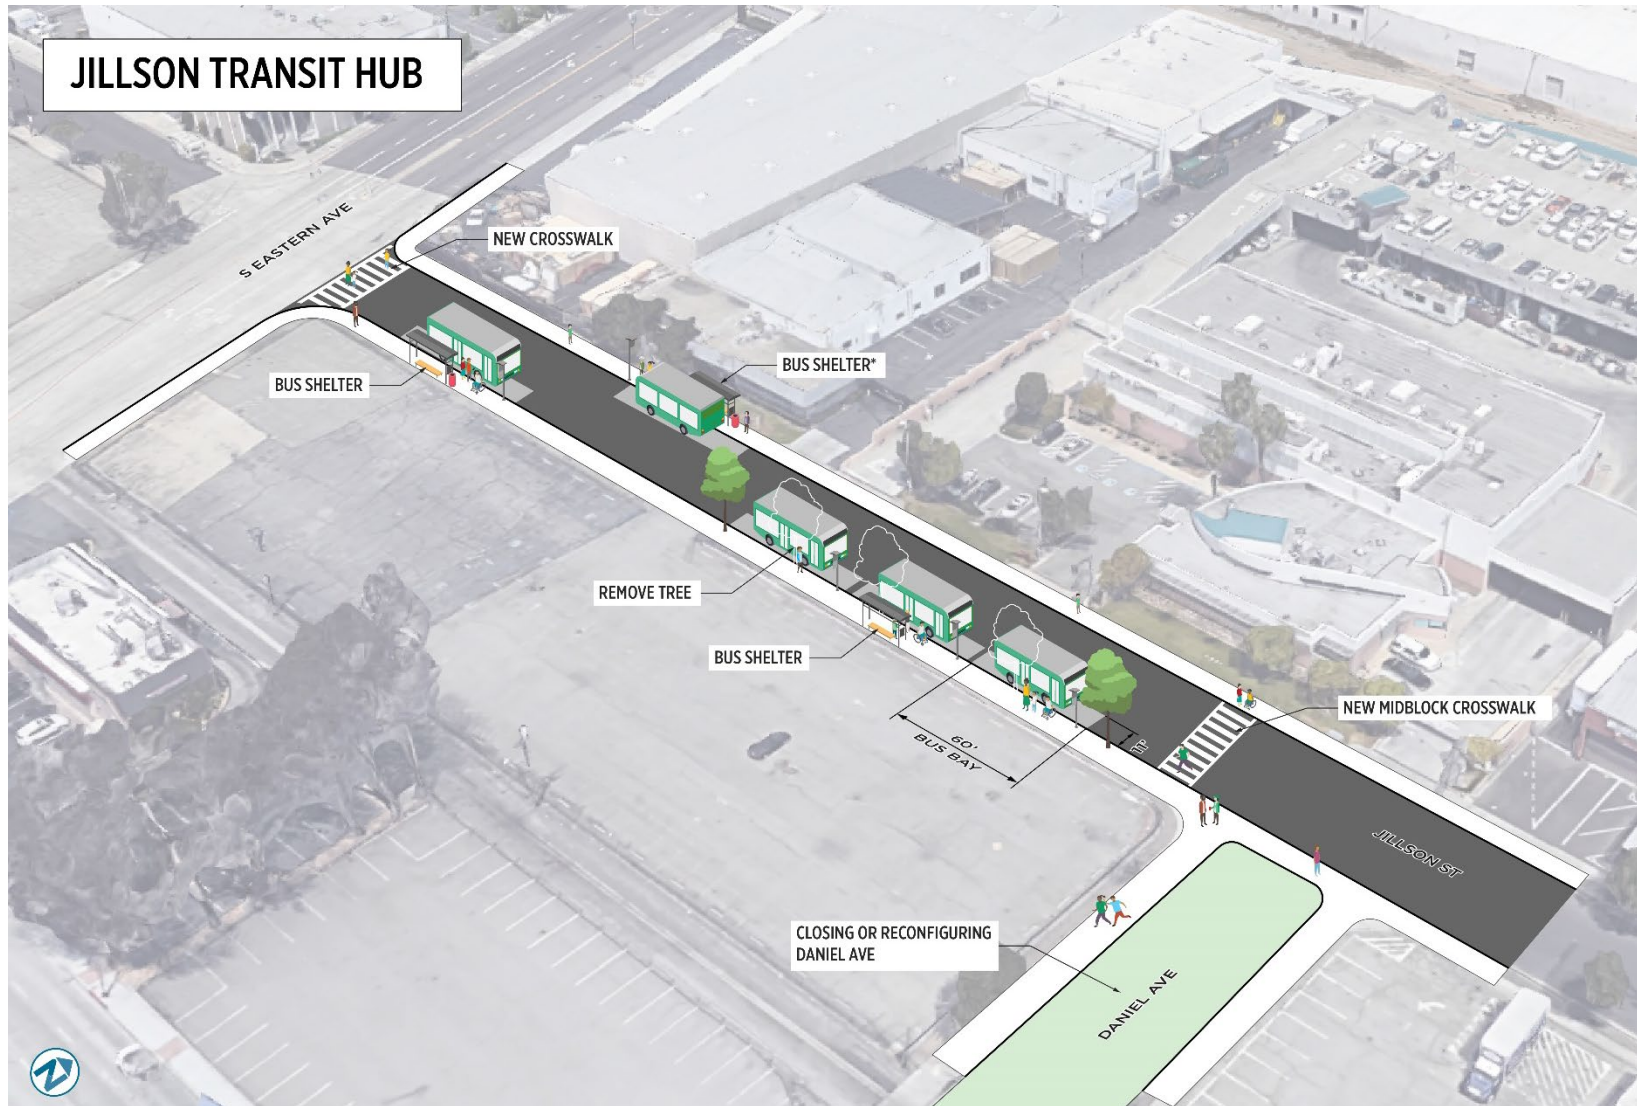 JILLSON TRANSIT HUB
S EASTERN AVE
NEW CROSSWALK
BUS SHELTER
BUS SHELTER*
REMOVE TREE
BUS SHELTER
60'
BUS BAY
11'
NEW MIDBLOCK CROSSWALK
JILLSON ST
CLOSING OR RECONFIGURING
DANIEL AVE
DANIEL AVE